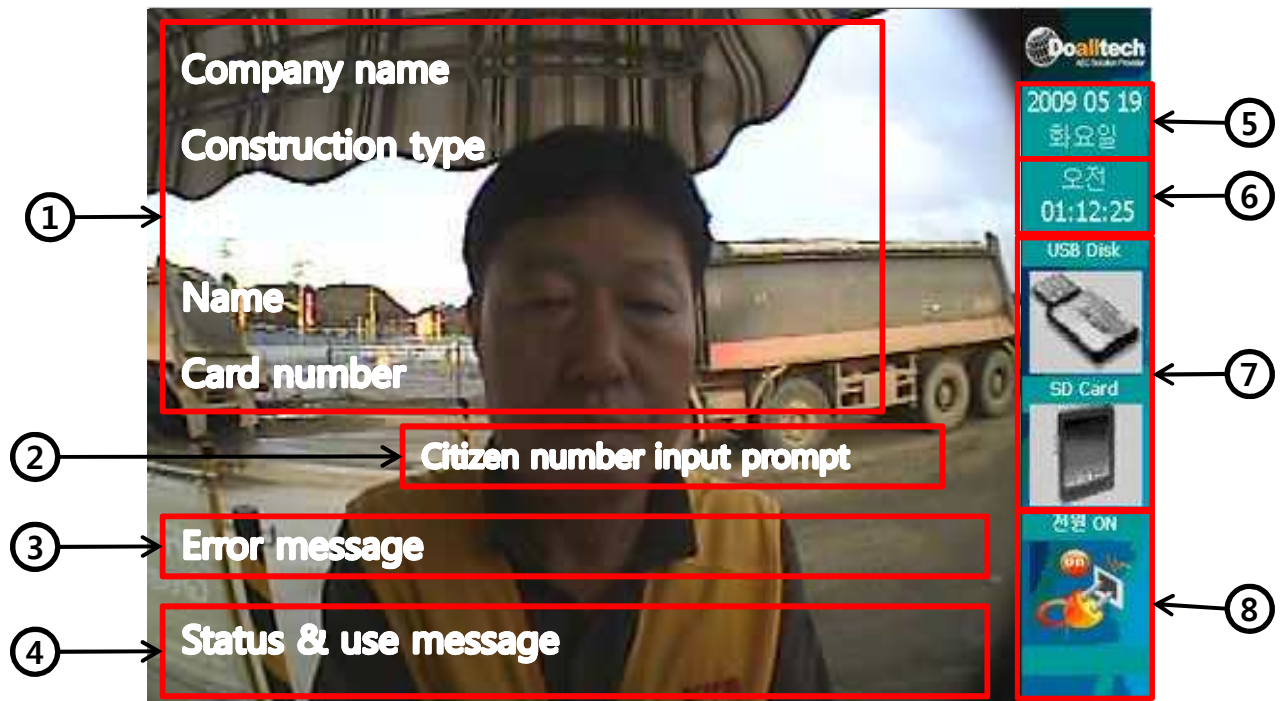 Company name
Construction type
Name
Card number
Citizen number input prompt
Error message
Status & use message
Doalltech
2009 05 19
화요일
오전
01:12:25
USB Disk
SD Card
전원 ON
on
1
2
3
4
5
6
7
8